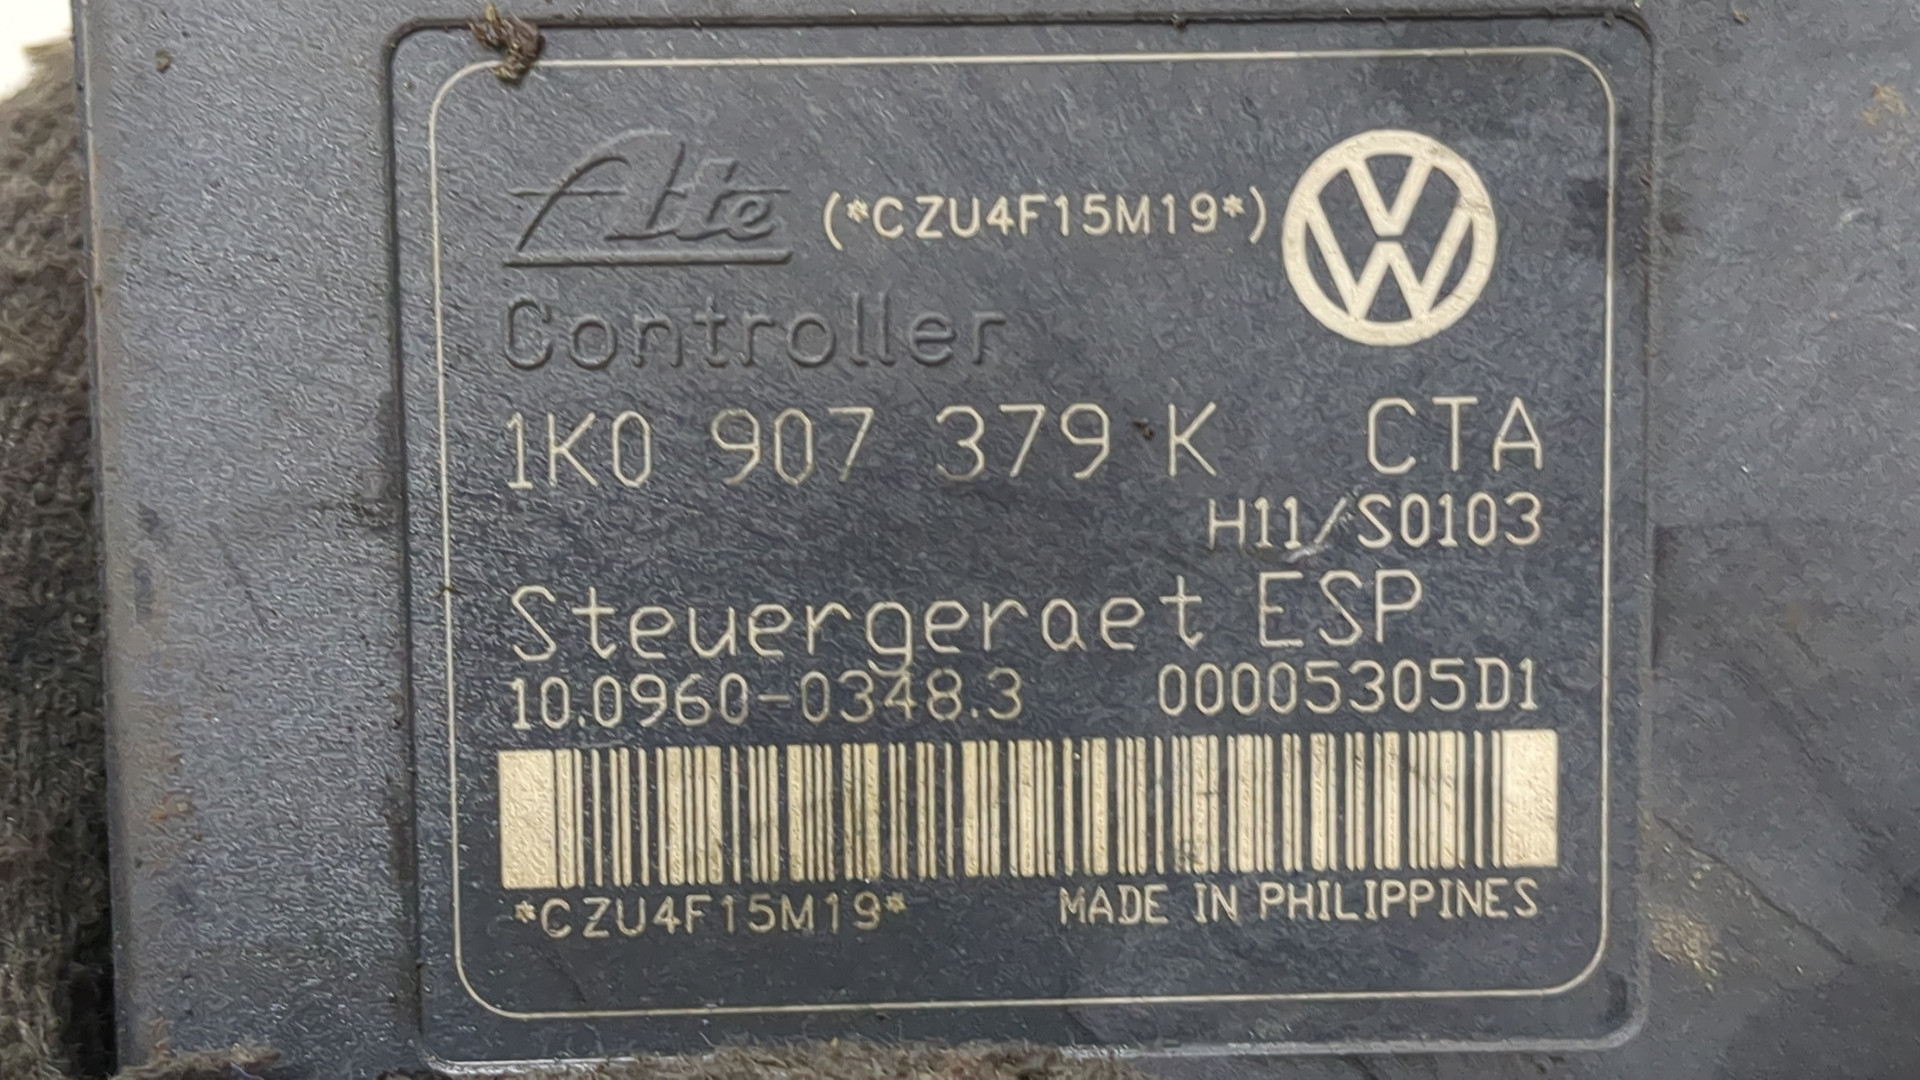 Ate (*CZU4F15M19*)
Controller
1K0 907 379 K CTA
H11/S0103
Steuergeraet ESP
10.0960-0348.3 00005305D1
*CZU4F15M19* MADE IN PHILIPPINES